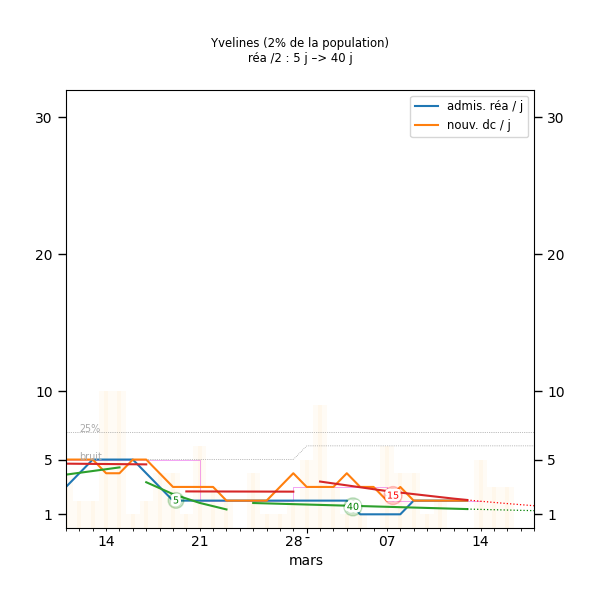 Yvelines (2% de la population)
réa /2 : 5 j –> 40 j
admis. réa / j
nouv. dc / j
30 30
20 20
10 10
25%
bruit
5 5
5 40 15
1 1
14 21 28 07 14
mars